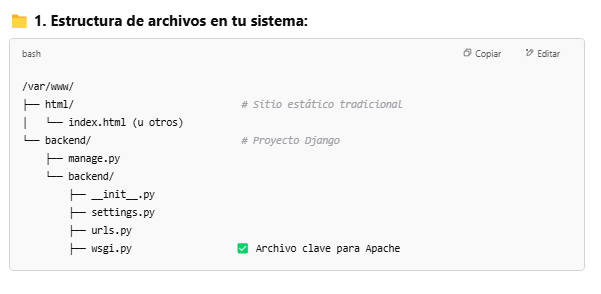 📁 1. Estructura de archivos en tu sistema:
bash Copiar Editar
/var/www/
├── html/ # Sitio estático tradicional
│   └── index.html (u otros)
└── backend/ # Proyecto Django
    ├── manage.py
    └── backend/
        ├── __init__.py
        ├── settings.py
        ├── urls.py
        ├── wsgi.py ✅ Archivo clave para Apache